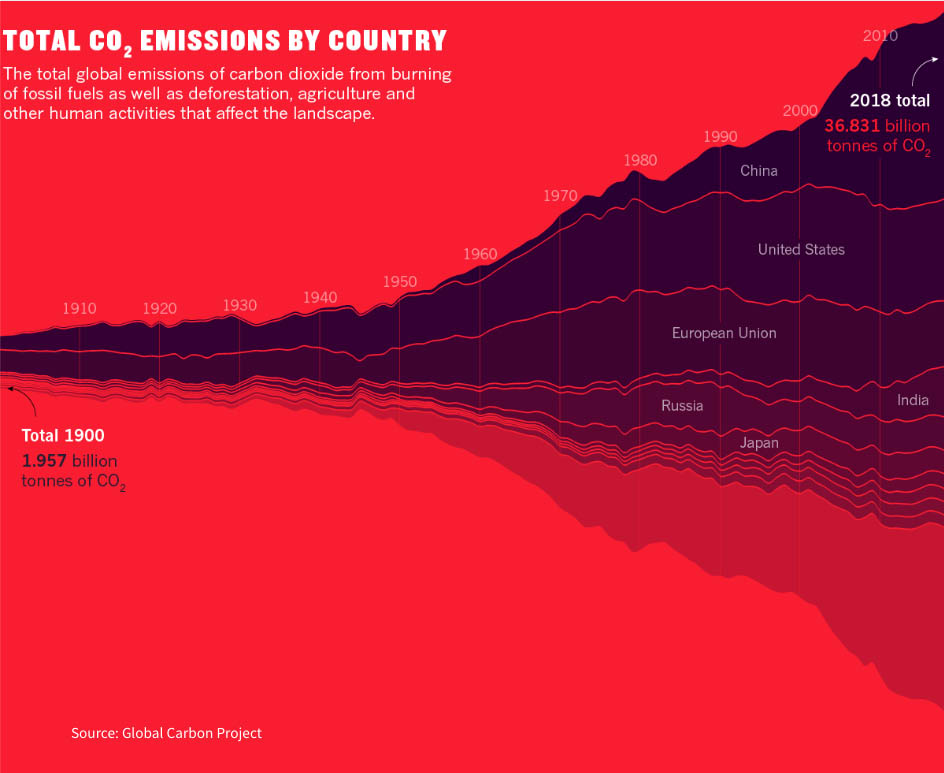 TOTAL CO2 EMISSIONS BY COUNTRY
The total global emissions of carbon dioxide from burning
of fossil fuels as well as deforestation, agriculture and
other human activities that affect the landscape.
2010
2018 total
36.831 billion
tonnes of CO2
2000
1990
1980
1970
1960
1950
1940
1930
1920
1910
China
United States
European Union
Russia
India
Japan
Total 1900
1.957 billion
tonnes of CO2
Source: Global Carbon Project